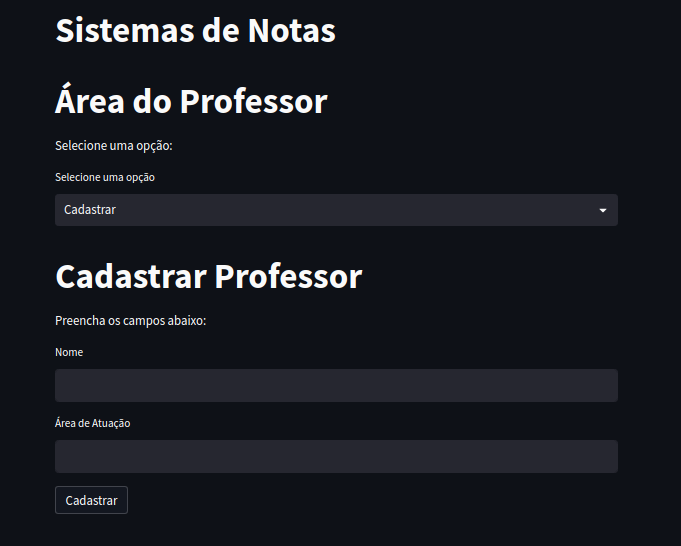 Sistemas de Notas
Área do Professor
Selecione uma opção:
Selecione uma opção
Cadastrar
Cadastrar Professor
Preencha os campos abaixo:
Nome
Área de Atuação
Cadastrar